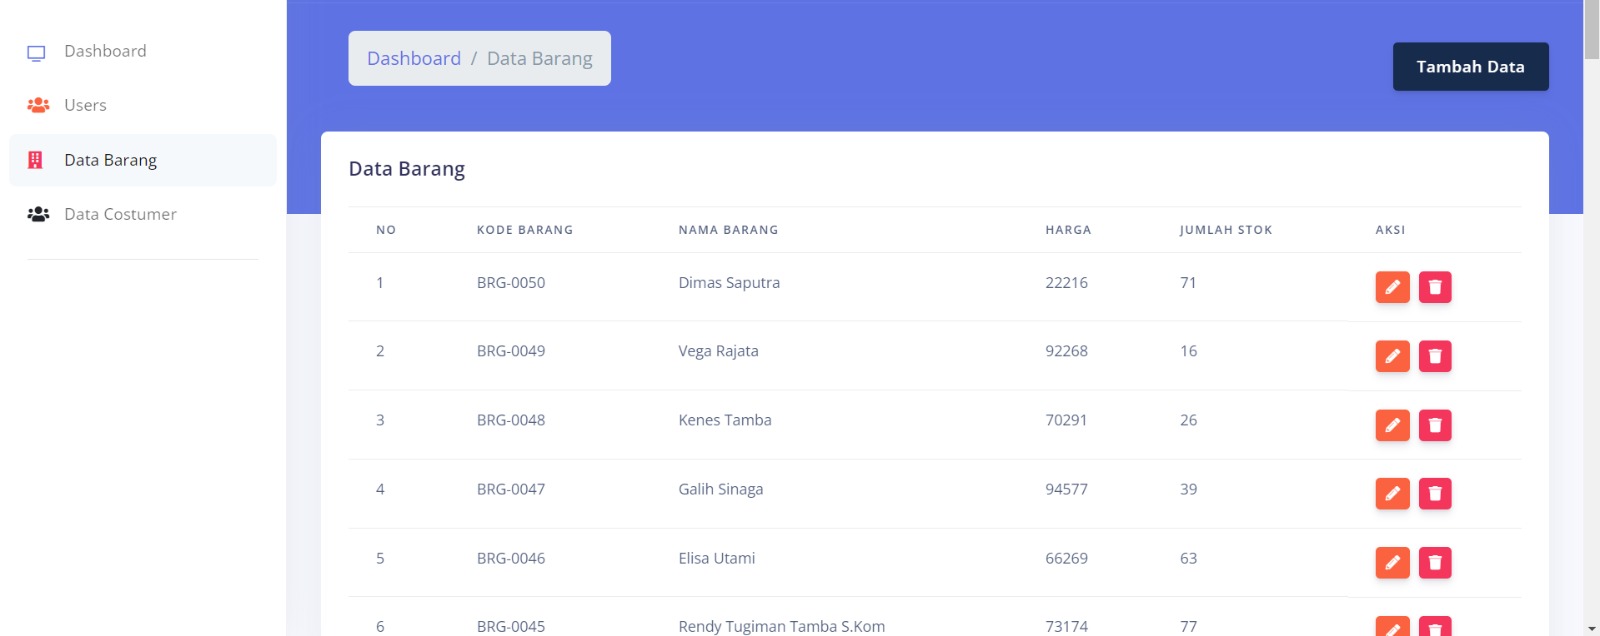 Dashboard
Users
Data Barang
Data Costumer
Dashboard / Data Barang
Tambah Data
Data Barang
NO KODE BARANG NAMA BARANG HARGA JUMLAH STOK AKSI
1 BRG-0050 Dimas Saputra 22216 71
2 BRG-0049 Vega Rajata 92268 16
3 BRG-0048 Kenes Tamba 70291 26
4 BRG-0047 Galih Sinaga 94577 39
5 BRG-0046 Elisa Utami 66269 63
6 BRG-0045 Rendy Tugiman Tamba S.Kom 73174 77